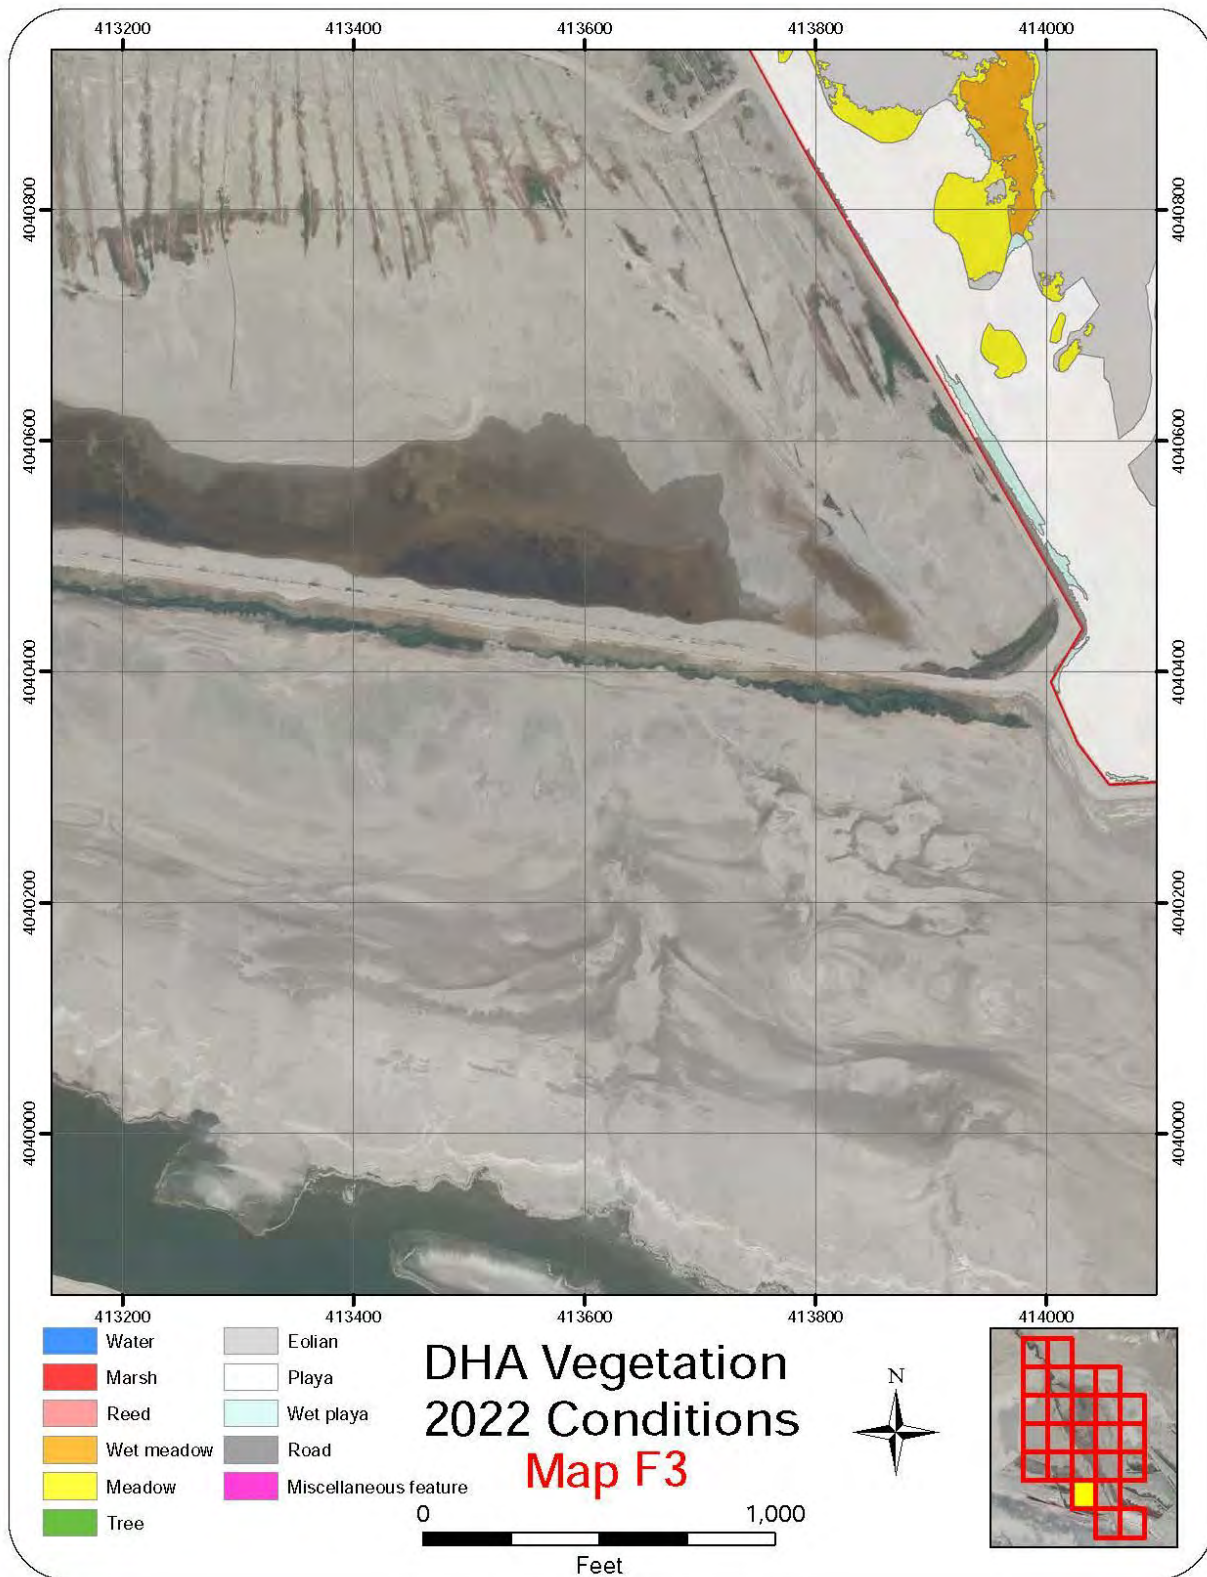 413200 413400 413600 413800 414000
4040800 4040800
4040600 4040600
4040400 4040400
4040200 4040200
4040000 4040000
413200 413400 413600 413800 414000
Water
Marsh
Reed
Wet meadow
Meadow
Tree
Eolian
Playa
Wet playa
Road
Miscellaneous feature
DHA Vegetation
2022 Conditions
Map F3
0 1,000
Feet
N